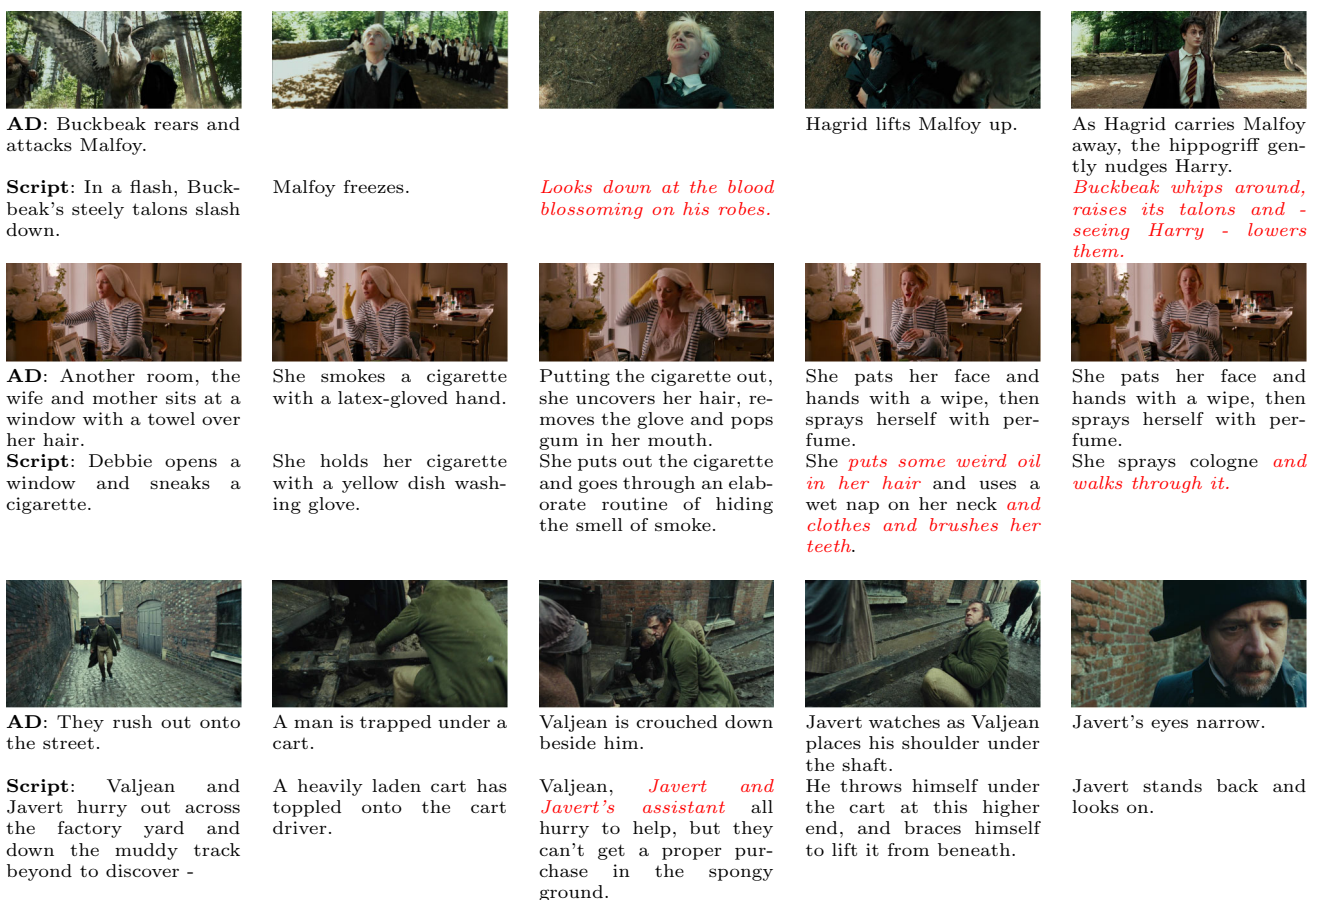 AD: Buckbeak rears and
attacks Malfoy.
Hagrid lifts Malfoy up.
As Hagrid carries Malfoy
away, the hippogriff gen-
tly nudges Harry.
Script: In a flash, Buck-
beak's steely talons slash
down.
Malfoy freezes.
Looks down at the blood
blossoming on his robes.
Buckbeak whips around,
raises its talons and -
seeing Harry - lowers
them.
AD: Another room, the
wife and mother sits at a
window with a towel over
her hair.
She smokes a cigarette
with a latex-gloved hand.
Putting the cigarette out,
she uncovers her hair, re-
moves the glove and pops
gum in her mouth.
She pats her face and
hands with a wipe, then
sprays herself with per-
fume.
She pats her face and
hands with a wipe, then
sprays herself with per-
fume.
Script: Debbie opens a
window and sneaks a
cigarette.
She holds her cigarette
with a yellow dish wash-
ing glove.
She puts out the cigarette
and goes through an elab-
orate routine of hiding
the smell of smoke.
She puts some weird oil
in her hair and uses a
wet nap on her neck and
clothes and brushes her
teeth.
She sprays cologne and
walks through it.
AD: They rush out onto
the street.
A man is trapped under a
cart.
Valjean is crouched down
beside him.
Javert watches as Valjean
places his shoulder under
the shaft.
Javert's eyes narrow.
Script: Valjean and
Javert hurry out across
the factory yard and
down the muddy track
beyond to discover -
A heavily laden cart has
toppled onto the cart
driver.
Valjean, Javert and
Javert's assistant all
hurry to help, but they
can't get a proper pur-
chase in the spongy
ground.
He throws himself under
the cart at this higher
end, and braces himself
to lift it from beneath.
Javert stands back and
looks on.